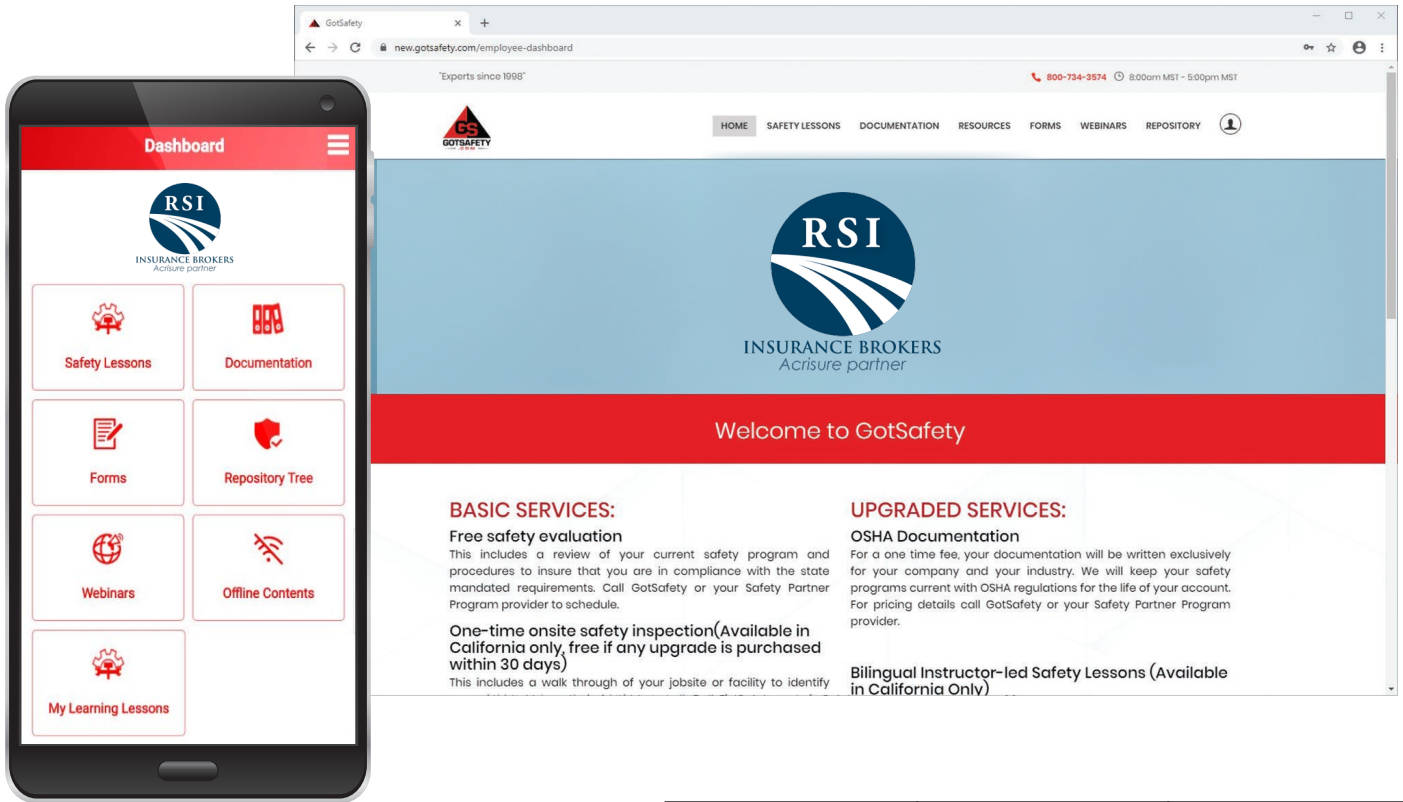 GotSafety
new.gotsafety.com/employee-dashboard
"Experts since 1998"
800-734-3574 8:00am MST - 5:00pm MST
GS
GOTSAFETY
.COM
HOME SAFETY LESSONS DOCUMENTATION RESOURCES FORMS WEBINARS REPOSITORY
RSI
INSURANCE BROKERS
Acrisure partner
Welcome to GotSafety
BASIC SERVICES:
Free safety evaluation
This includes a review of your current safety program and
procedures to insure that you are in compliance with the state
mandated requirements. Call GotSafety or your Safety Partner
Program provider to schedule.
One-time onsite safety inspection(Available in
California only, free if any upgrade is purchased
within 30 days)
This includes a walk through of your jobsite or facility to identify
UPGRADED SERVICES:
OSHA Documentation
For a one time fee, your documentation will be written exclusively
for your company and your industry. We will keep your safety
programs current with OSHA regulations for the life of your account.
For pricing details call GotSafety or your Safety Partner Program
provider.
Bilingual Instructor-led Safety Lessons (Available
in California Only)
Dashboard
RSI
INSURANCE BROKERS
Acrisure partner
Safety Lessons
Documentation
Forms
Repository Tree
Webinars
Offline Contents
My Learning Lessons